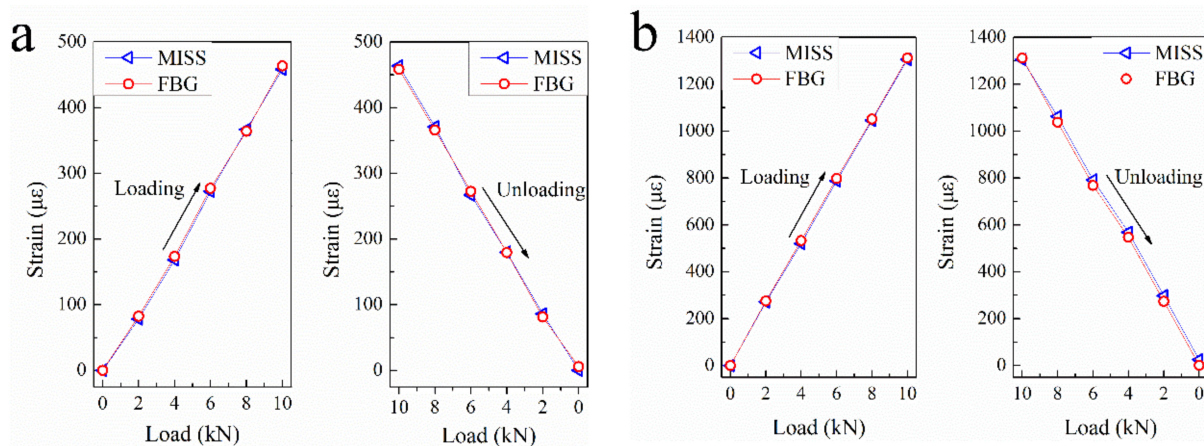 a
500
400
300
200
100
0
Strain (με)
MISS
FBG
Loading
0 2 4 6 8 10
Load (kN)
500
400
300
200
100
0
Strain (με)
MISS
FBG
Unloading
10 8 6 4 2 0
Load (kN)
b
1400
1200
1000
800
600
400
200
0
Strain (με)
MISS
FBG
Loading
0 2 4 6 8 10
Load (kN)
1400
1200
1000
800
600
400
200
0
Strain (με)
MISS
FBG
Unloading
10 8 6 4 2 0
Load (kN)